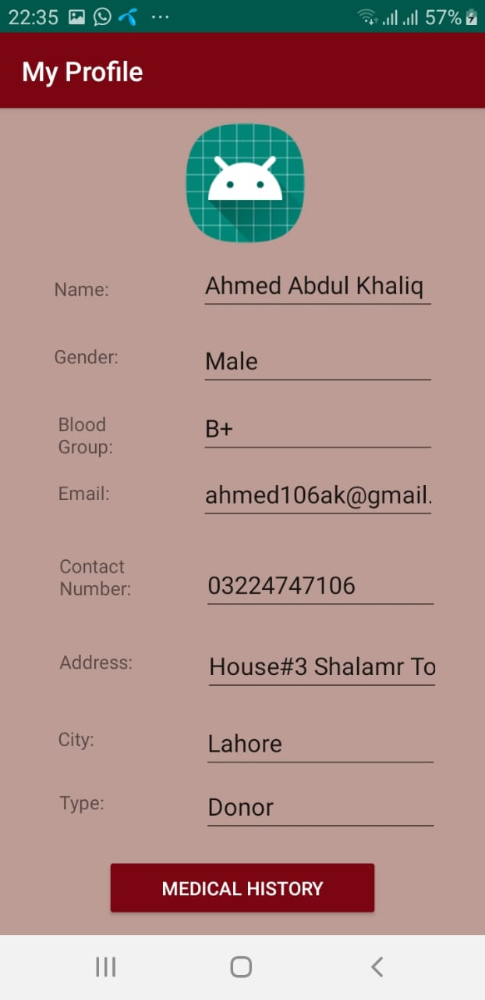 22:35 57%
My Profile
Name: Ahmed Abdul Khaliq
Gender: Male
Blood
Group: B+
Email: ahmed106ak@gmail.
Contact
Number: 03224747106
Address: House#3 Shalamr To
City: Lahore
Type: Donor
MEDICAL HISTORY